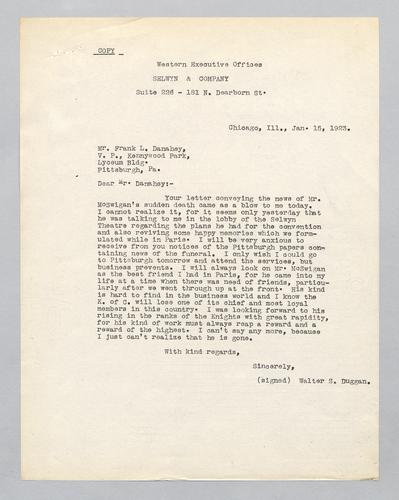 COPY
Western Executive Offices
SELWYN & COMPANY
Suite 226 - 181 N. Dearborn St.
Chicago, Ill., Jan. 15, 1923.
Mr. Frank L. Danahey,
V. P., Kennywood Park,
Lyceum Bldg.
Pittsburgh, Pa.
Dear Mr. Danahey:-
Your letter conveying the news of Mr.
McSwigan's sudden death came as a blow to me today.
I cannot realize it, for it seems only yesterday that
he was talking to me in the lobby of the Selwyn
Theatre regarding the plans he had for the convention
and also reviving some happy memories which we form-
ulated while in Paris. I will be very anxious to
receive from you notices of the Pittsburgh papers con-
taining news of the funeral. I only wish I could go
to Pittsburgh tomorrow and attend the services, but
business prevents. I will always look on Mr. McSwigan
as the best friend I had in Paris, for he came into my
life at a time when there was need of friends, particu-
larly after we went through up at the front. His kind
is hard to find in the business world and I know the
K. of C. will lose one of its chief and most loyal
members in this country. I was looking forward to his
rising in the ranks of the Knights with great rapidity,
for his kind of work must always reap a reward and a
reward of the highest. I can't say any more, because
I just can't realize that he is gone.
With kind regards,
Sincerely,
(signed) Walter S. Duggan.